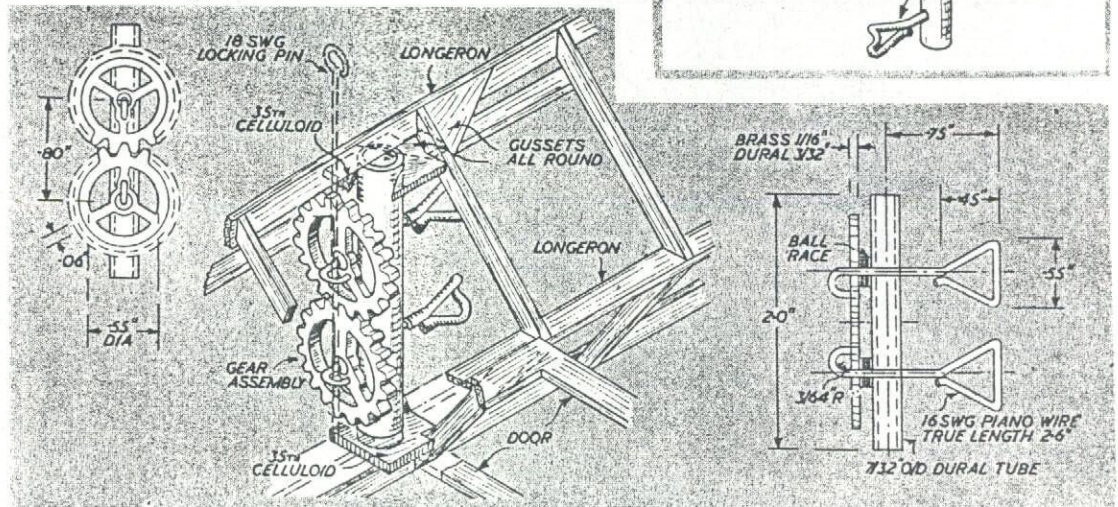 18 SWG
LOCKING PIN
LONGERON
35TH
CELLULOID
GUSSETS
ALL ROUND
·80"
·06"
·55"
DIA
LONGERON
GEAR
ASSEMBLY
DOOR
35TH
CELLULOID
BRASS 1/16"
DURAL 3/32"
·75"
·45"
BALL
RACE
·55"
2·0"
3/64"R
16 SWG PIANO WIRE
TRUE LENGTH 2·6"
7/32" O/D DURAL TUBE